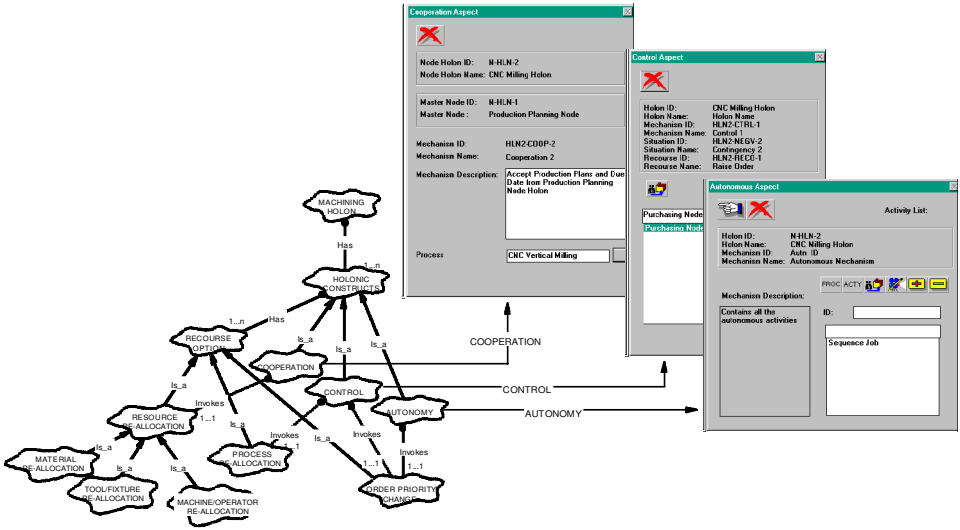 Cooperation Aspect
Node Holon ID: N-HLN-2
Node Holon Name: CNC Milling Holon
Master Node ID: N-HLN-1
Master Node : Production Planning Node
Mechanism ID: HLN2-COOP-2
Mechanism Name: Cooperation 2
Mechanism Description: Accept Production Plans and Due
Date from Production Planning
Node Holon
Process CNC Vertical Milling
Control Aspect
Holon ID: CNC Milling Holon
Holon Name: Holon Name
Mechanism ID: HLN2-CTRL-1
Mechanism Name: Control 1
Situation ID: HLN2-NEGV-2
Situation Name: Contingency 2
Recourse ID: HLN2-RECO-1
Recourse Name: Raise Order
Purchasing Node
Purchasing Node
Autonomous Aspect
Activity List:
Holon ID: N-HLN-2
Holon Name: CNC Milling Holon
Mechanism ID: Autn_ID
Mechanism Name: Autonomous Mechanism
PROC ACTY
Mechanism Description:
Contains all the
autonomous activities
ID:
Sequence Job
MACHINING
HOLON
Has
1...n
HOLONIC
CONSTRUCTS
1...n
Has
RECOURSE
OPTION
Is_a
Is_a
Is_a
COOPERATION
COOPERATION
CONTROL
CONTROL
AUTONOMY
AUTONOMY
Is_a
Invokes
1...1
RESOURCE
RE-ALLOCATION
Is_a
Invokes
1...1
Is_a
Invokes
1...1
Invokes
1...1
PROCESS
RE-ALLOCATION
ORDER PRIORITY
CHANGE
Is_a
Is_a
Is_a
MATERIAL
RE-ALLOCATION
TOOL/FIXTURE
RE-ALLOCATION
MACHINE/OPERATOR
RE-ALLOCATION